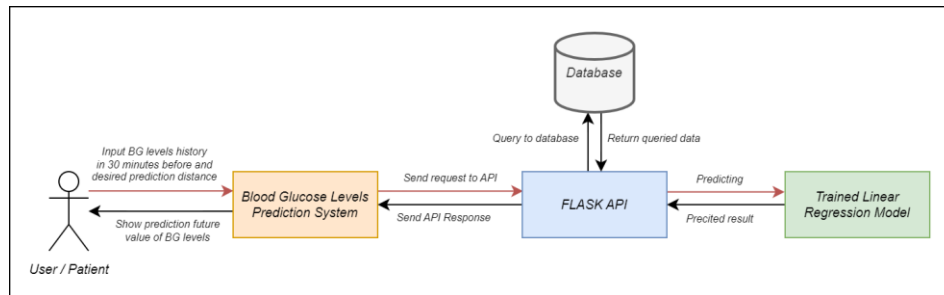 Database
Query to database
Return queried data
Input BG levels history
in 30 minutes before and
desired prediction distance
Blood Glucose Levels
Prediction System
Send request to API
Send API Response
FLASK API
Predicting
Precited result
Trained Linear
Regression Model
Show prediction future
value of BG levels
User / Patient